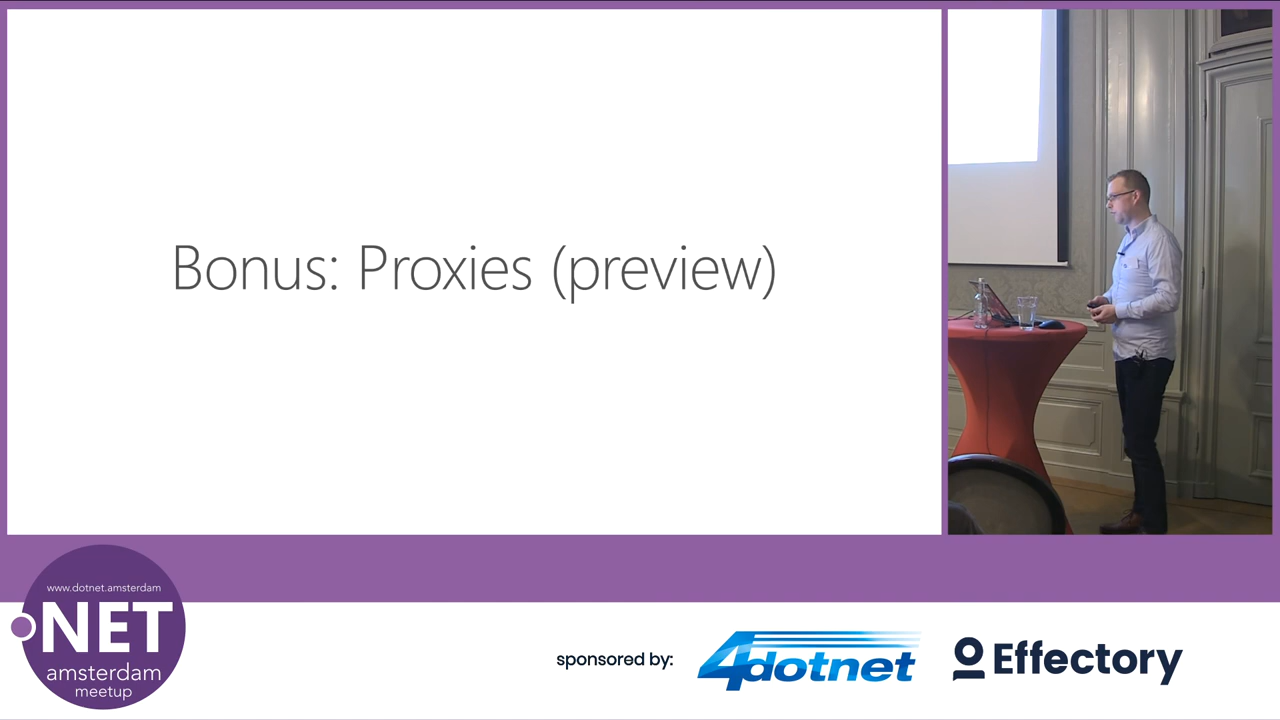 Bonus: Proxies (preview)
www.dotnet.amsterdam
.NET
amsterdam
meetup
sponsored by:
4dotnet
Effectory